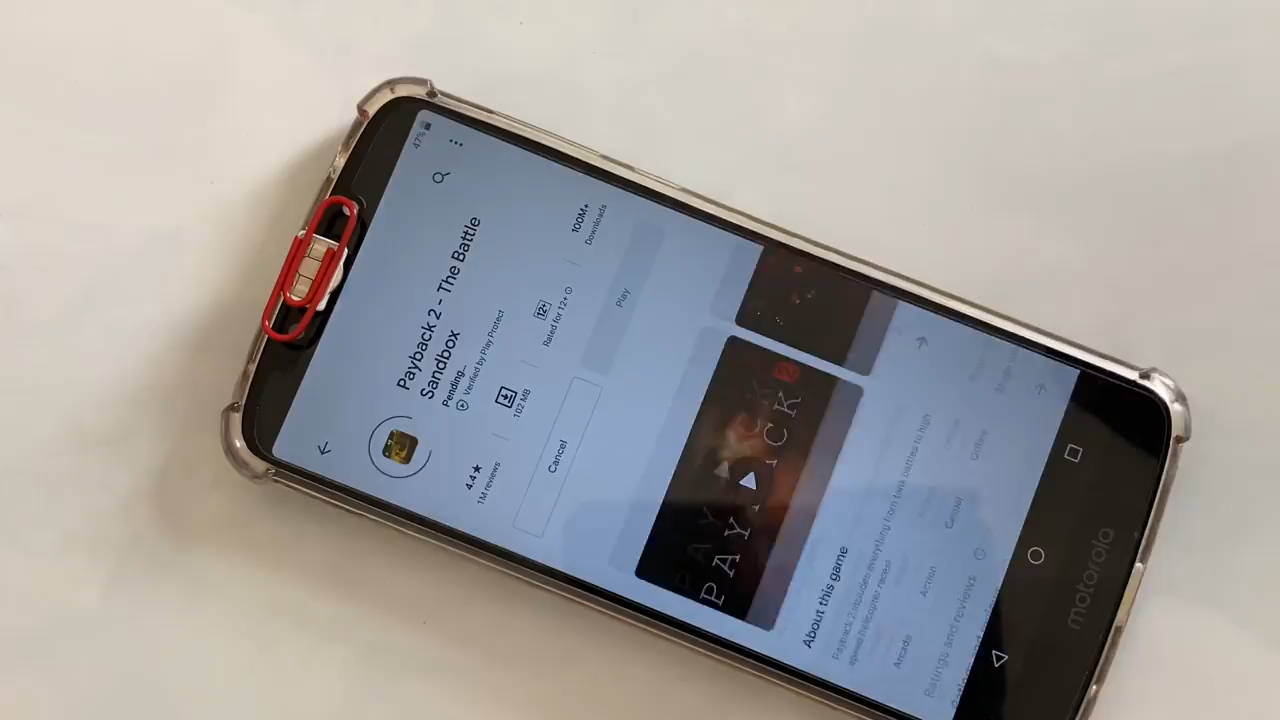 47%
Payback 2 - The Battle
Sandbox
Pending...
Verified by Play Protect
4.4★
1M reviews
102 MB
12+
Rated for 12+
100M+
Downloads
Cancel
Play
PAYBACK 2
About this game
Payback 2 includes everything from tank battles to high
speed helicopter races
Arcade
Action
Casual
Offline
Ratings and reviews
motorola